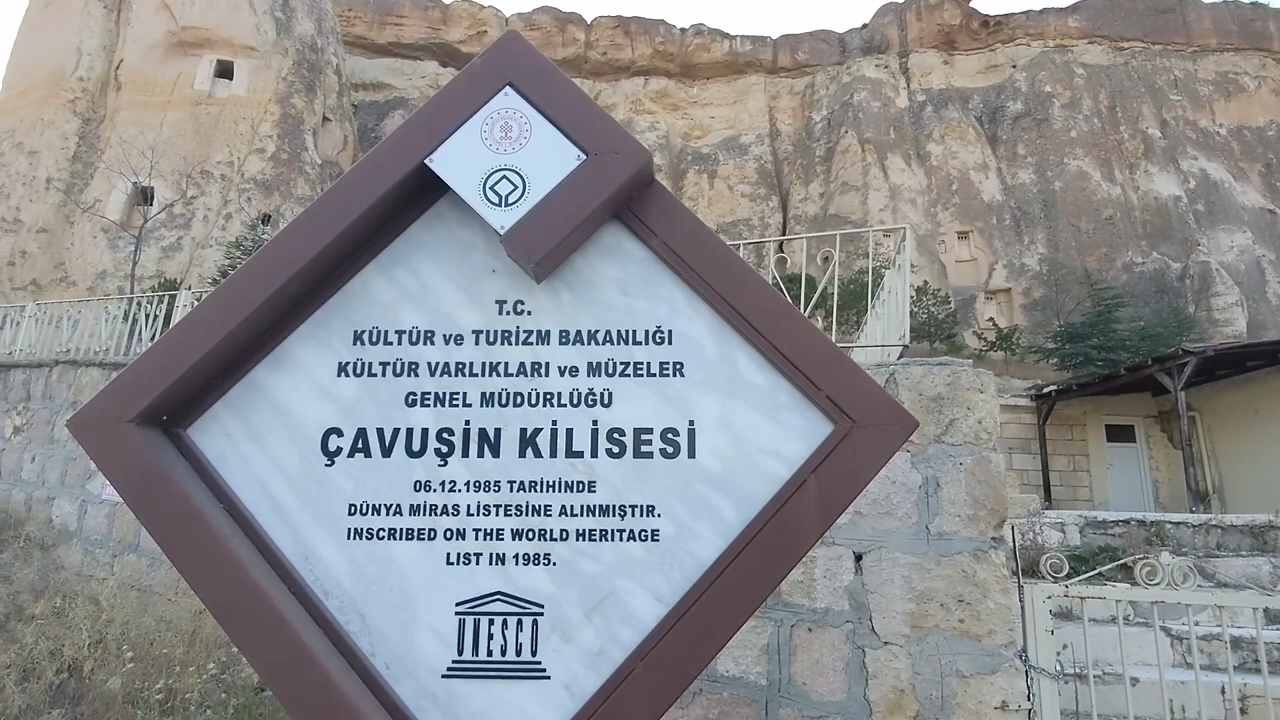 T.C.
KÜLTÜR ve TURİZM BAKANLIĞI
KÜLTÜR VARLIKLARI ve MÜZELER
GENEL MÜDÜRLÜĞÜ
ÇAVUŞİN KİLİSESİ
06.12.1985 TARİHİNDE
DÜNYA MİRAS LİSTESİNE ALINMIŞTIR.
INSCRIBED ON THE WORLD HERITAGE
LIST IN 1985.
UNESCO